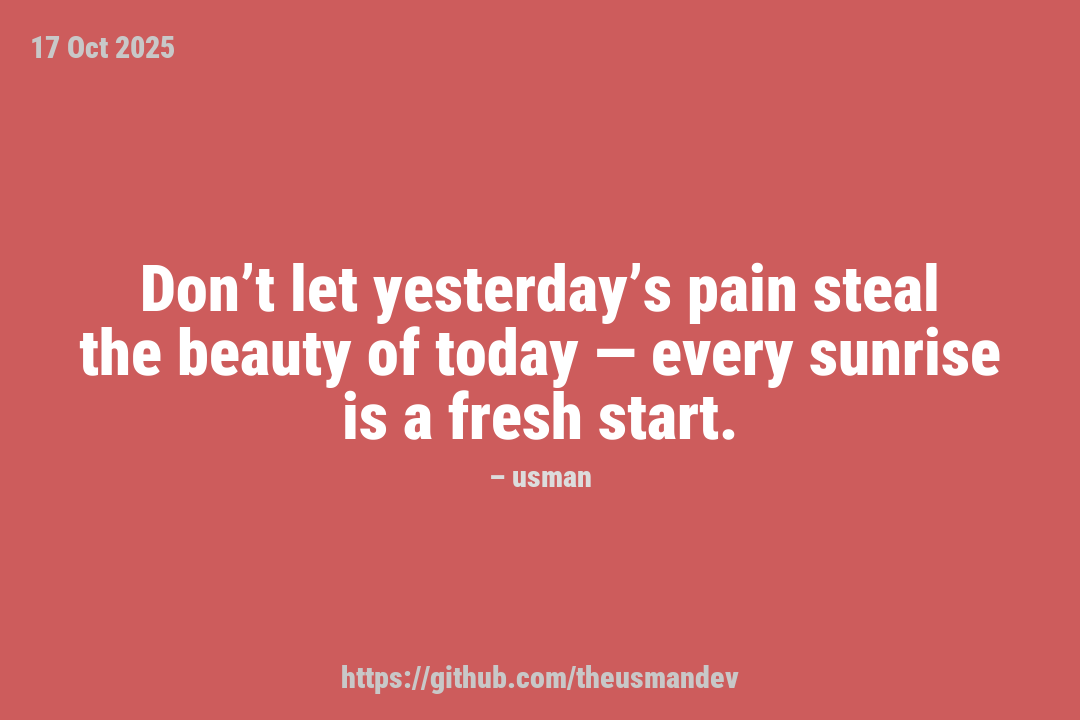 17 Oct 2025
Don’t let yesterday’s pain steal
the beauty of today — every sunrise
is a fresh start.
– usman
https://github.com/theusmandev